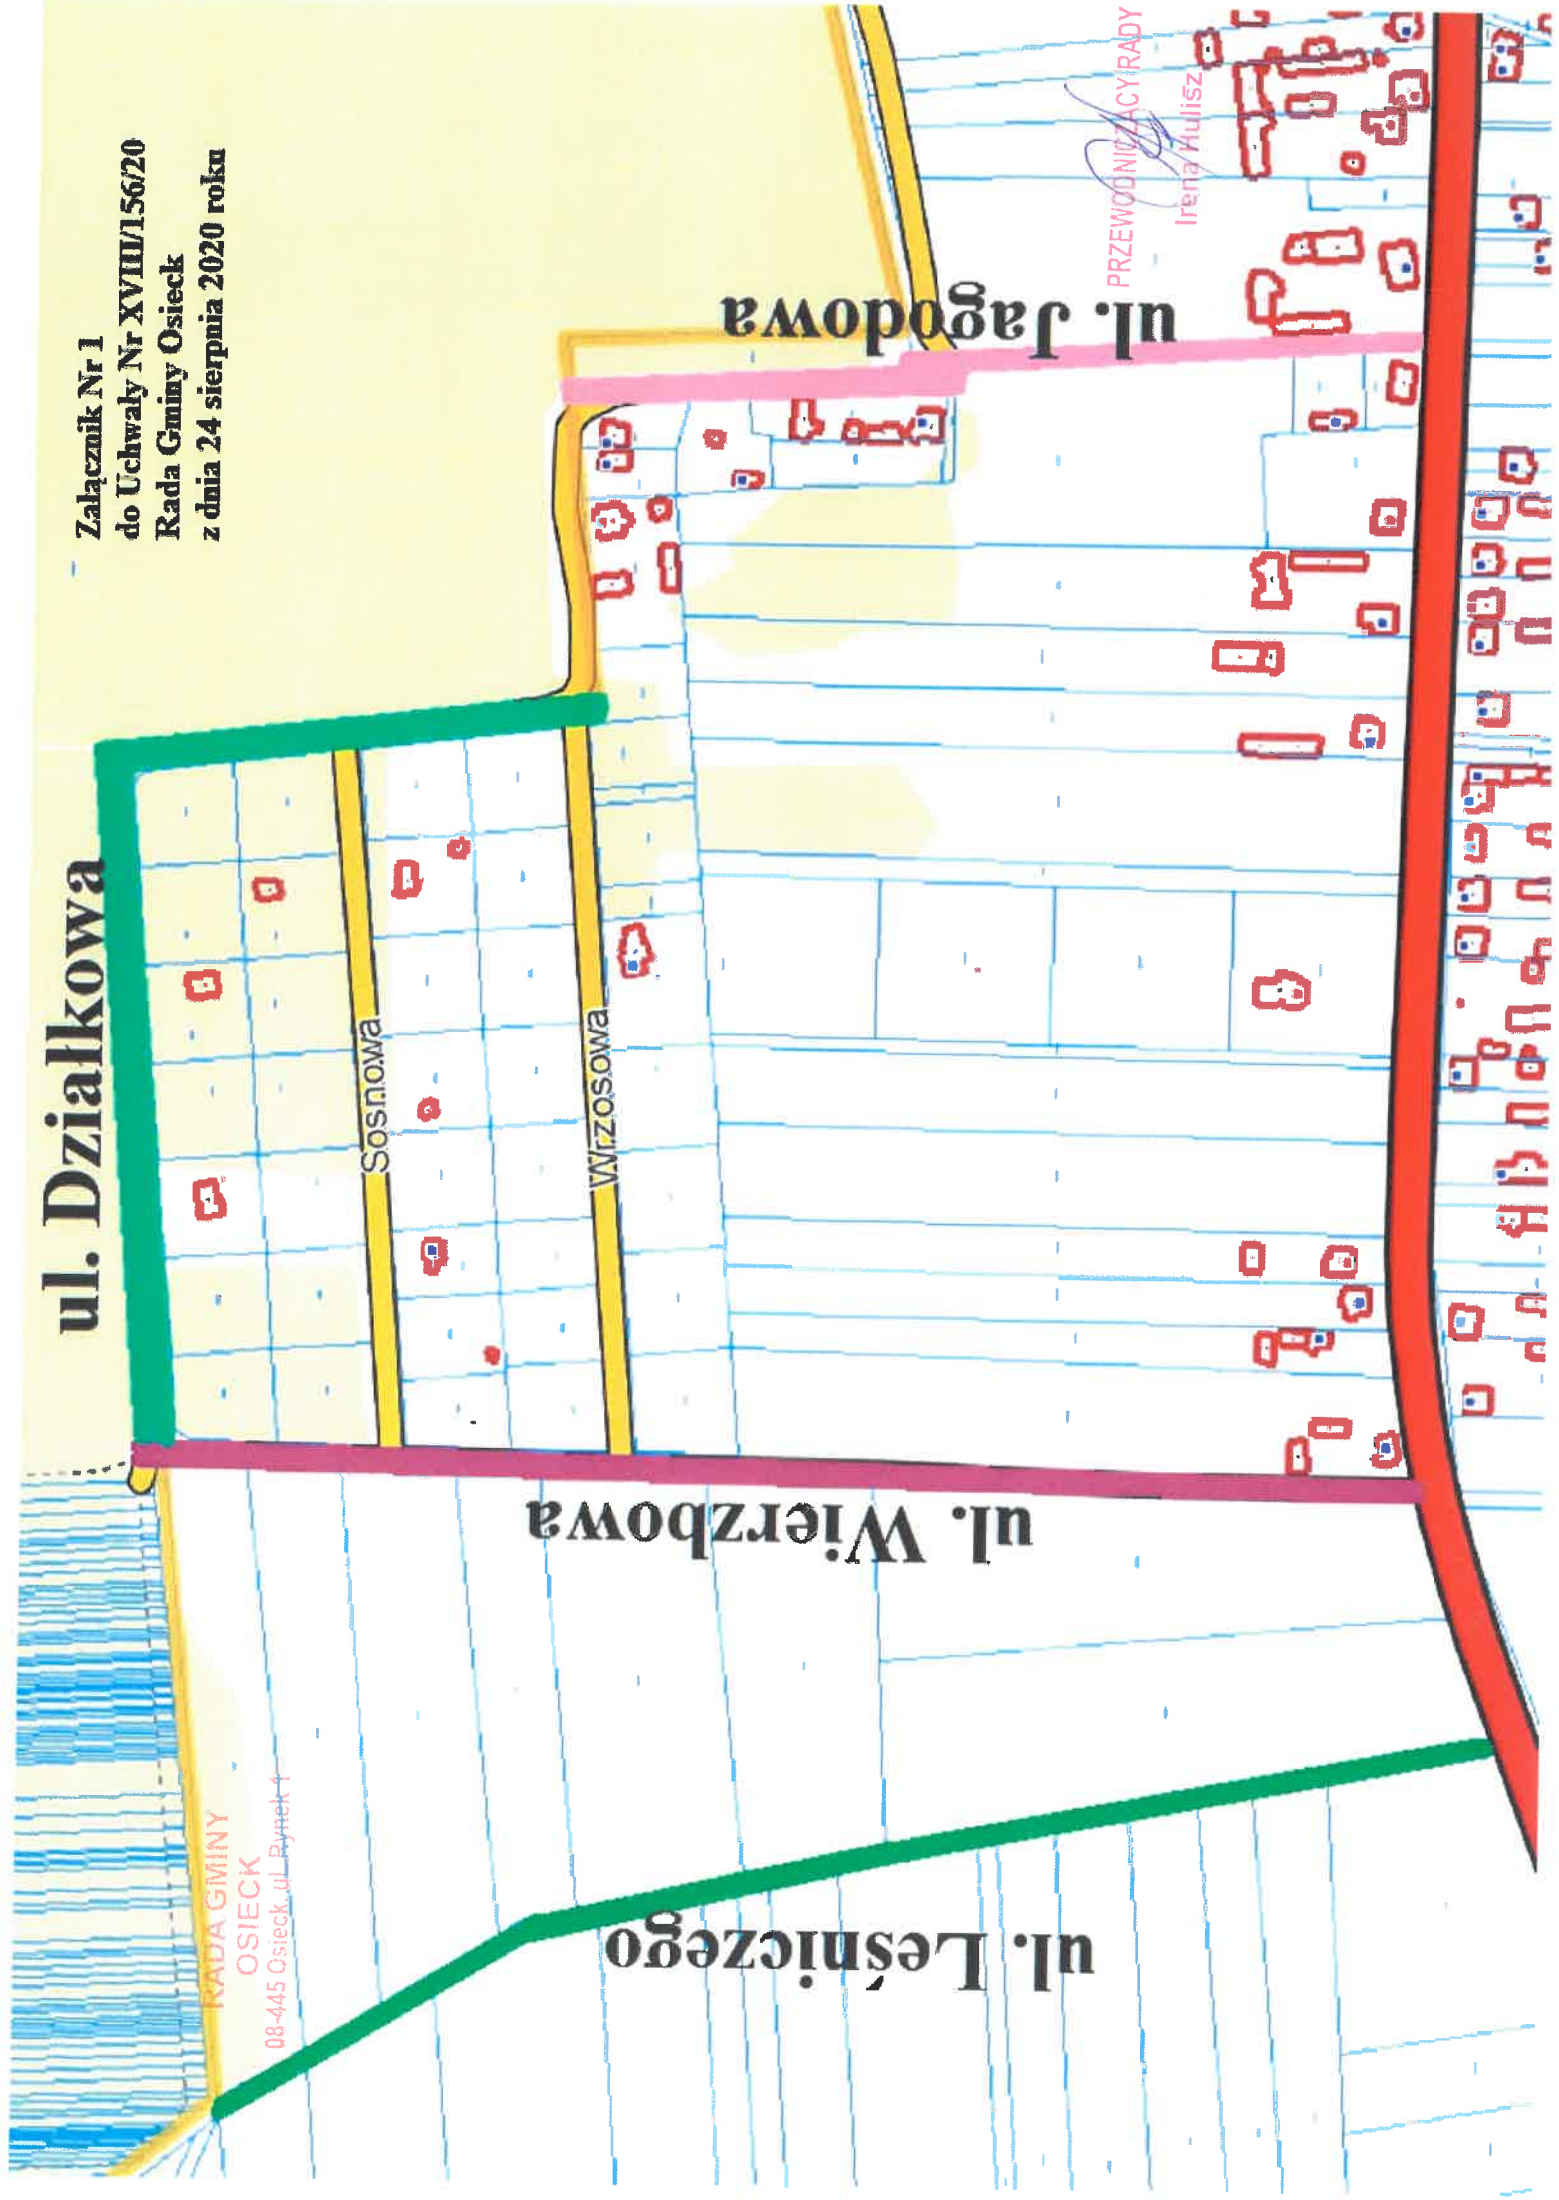 Załącznik Nr 1
do Uchwały Nr XVIII/156/20
Rada Gminy Osieck
z dnia 24 sierpnia 2020 roku
ul. Działkowa
Sosnowa
Wrzosowa
ul. Jagodowa
ul. Wierzbowa
ul. Leśniczego
RADA GMINY
OSIECK
08-445 Osieck, ul. Rynek 1
PRZEWODNICZĄCY RADY
Irena Hulisz